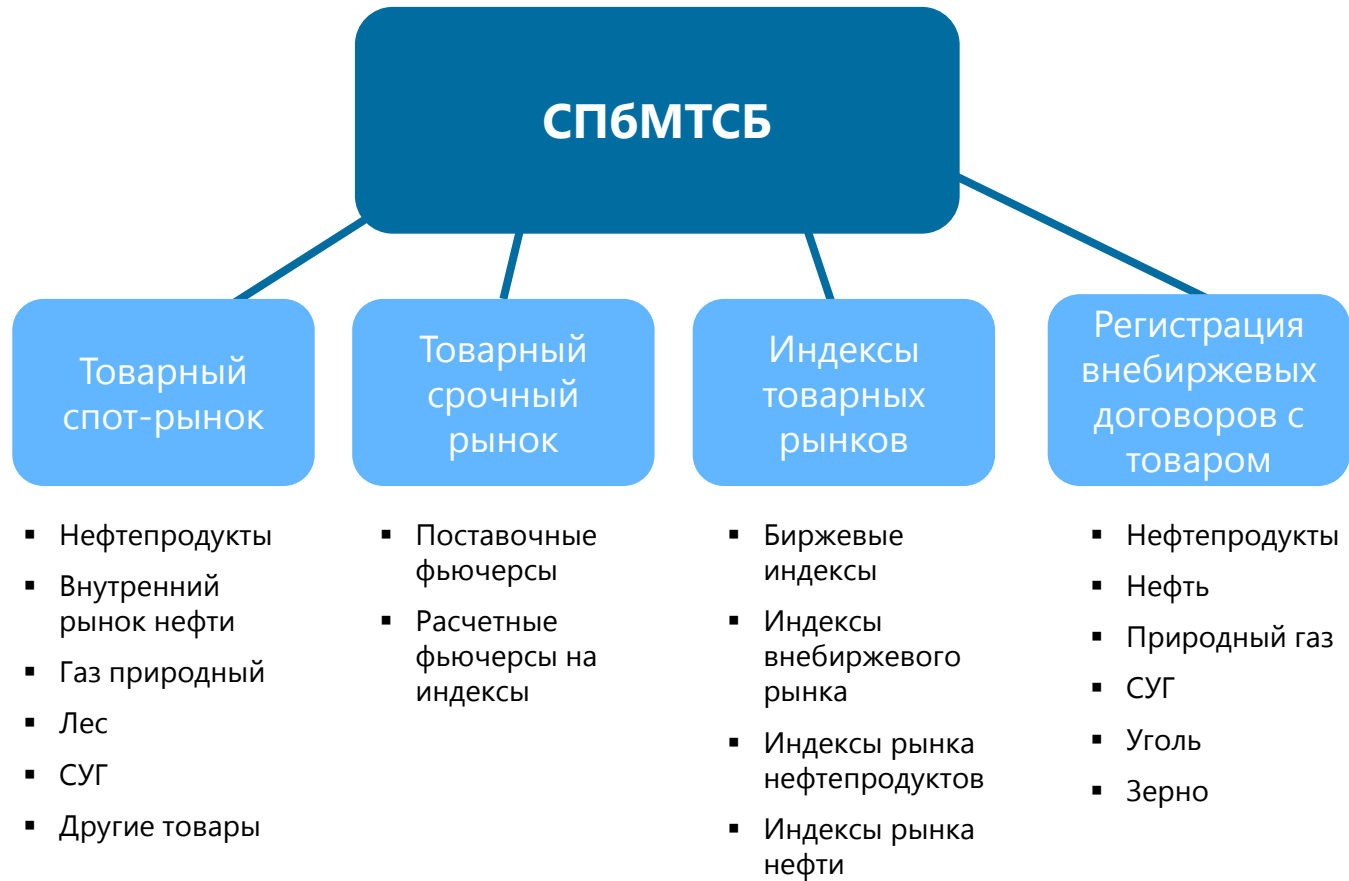 СПбМТСБ
Товарный
спот-рынок
Товарный
срочный
рынок
Индексы
товарных
рынков
Регистрация
внебиржевых
договоров с
товаром
▪ Нефтепродукты
▪ Внутренний
рынок нефти
▪ Газ природный
▪ Лес
▪ СУГ
▪ Другие товары
▪ Поставочные
фьючерсы
▪ Расчетные
фьючерсы на
индексы
▪ Биржевые
индексы
▪ Индексы
внебиржевого
рынка
▪ Индексы рынка
нефтепродуктов
▪ Индексы рынка
нефти
▪ Нефтепродукты
▪ Нефть
▪ Природный газ
▪ СУГ
▪ Уголь
▪ Зерно